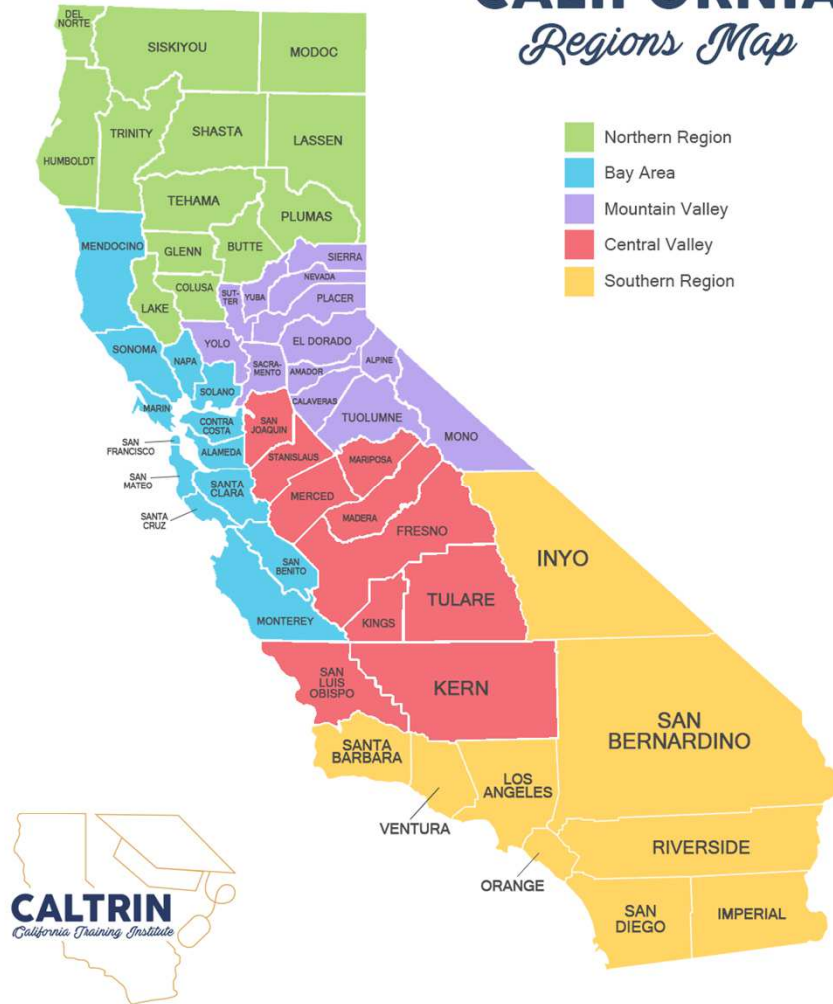 CALIFORNIA
Regions Map
Northern Region
Bay Area
Mountain Valley
Central Valley
Southern Region
DEL
NORTE
SISKIYOU
MODOC
HUMBOLDT
TRINITY
SHASTA
LASSEN
TEHAMA
PLUMAS
MENDOCINO
GLENN
BUTTE
SIERRA
LAKE
COLUSA
SUT-
TER
YUBA
NEVADA
PLACER
SONOMA
NAPA
YOLO
SACRA-
MENTO
EL DORADO
AMADOR
ALPINE
SOLANO
CALAVERAS
MARIN
CONTRA
COSTA
SAN
JOAQUIN
TUOLUMNE
MONO
SAN
FRANCISCO
ALAMEDA
STANISLAUS
MARIPOSA
SAN
MATEO
SANTA
CLARA
MERCED
SANTA
CRUZ
MADERA
FRESNO
SAN
BENITO
INYO
MONTEREY
KINGS
TULARE
SAN
LUIS
OBISPO
KERN
SANTA
BARBARA
SAN
BERNARDINO
LOS
ANGELES
VENTURA
ORANGE
RIVERSIDE
SAN
DIEGO
IMPERIAL
CALTRIN
California Training Institute